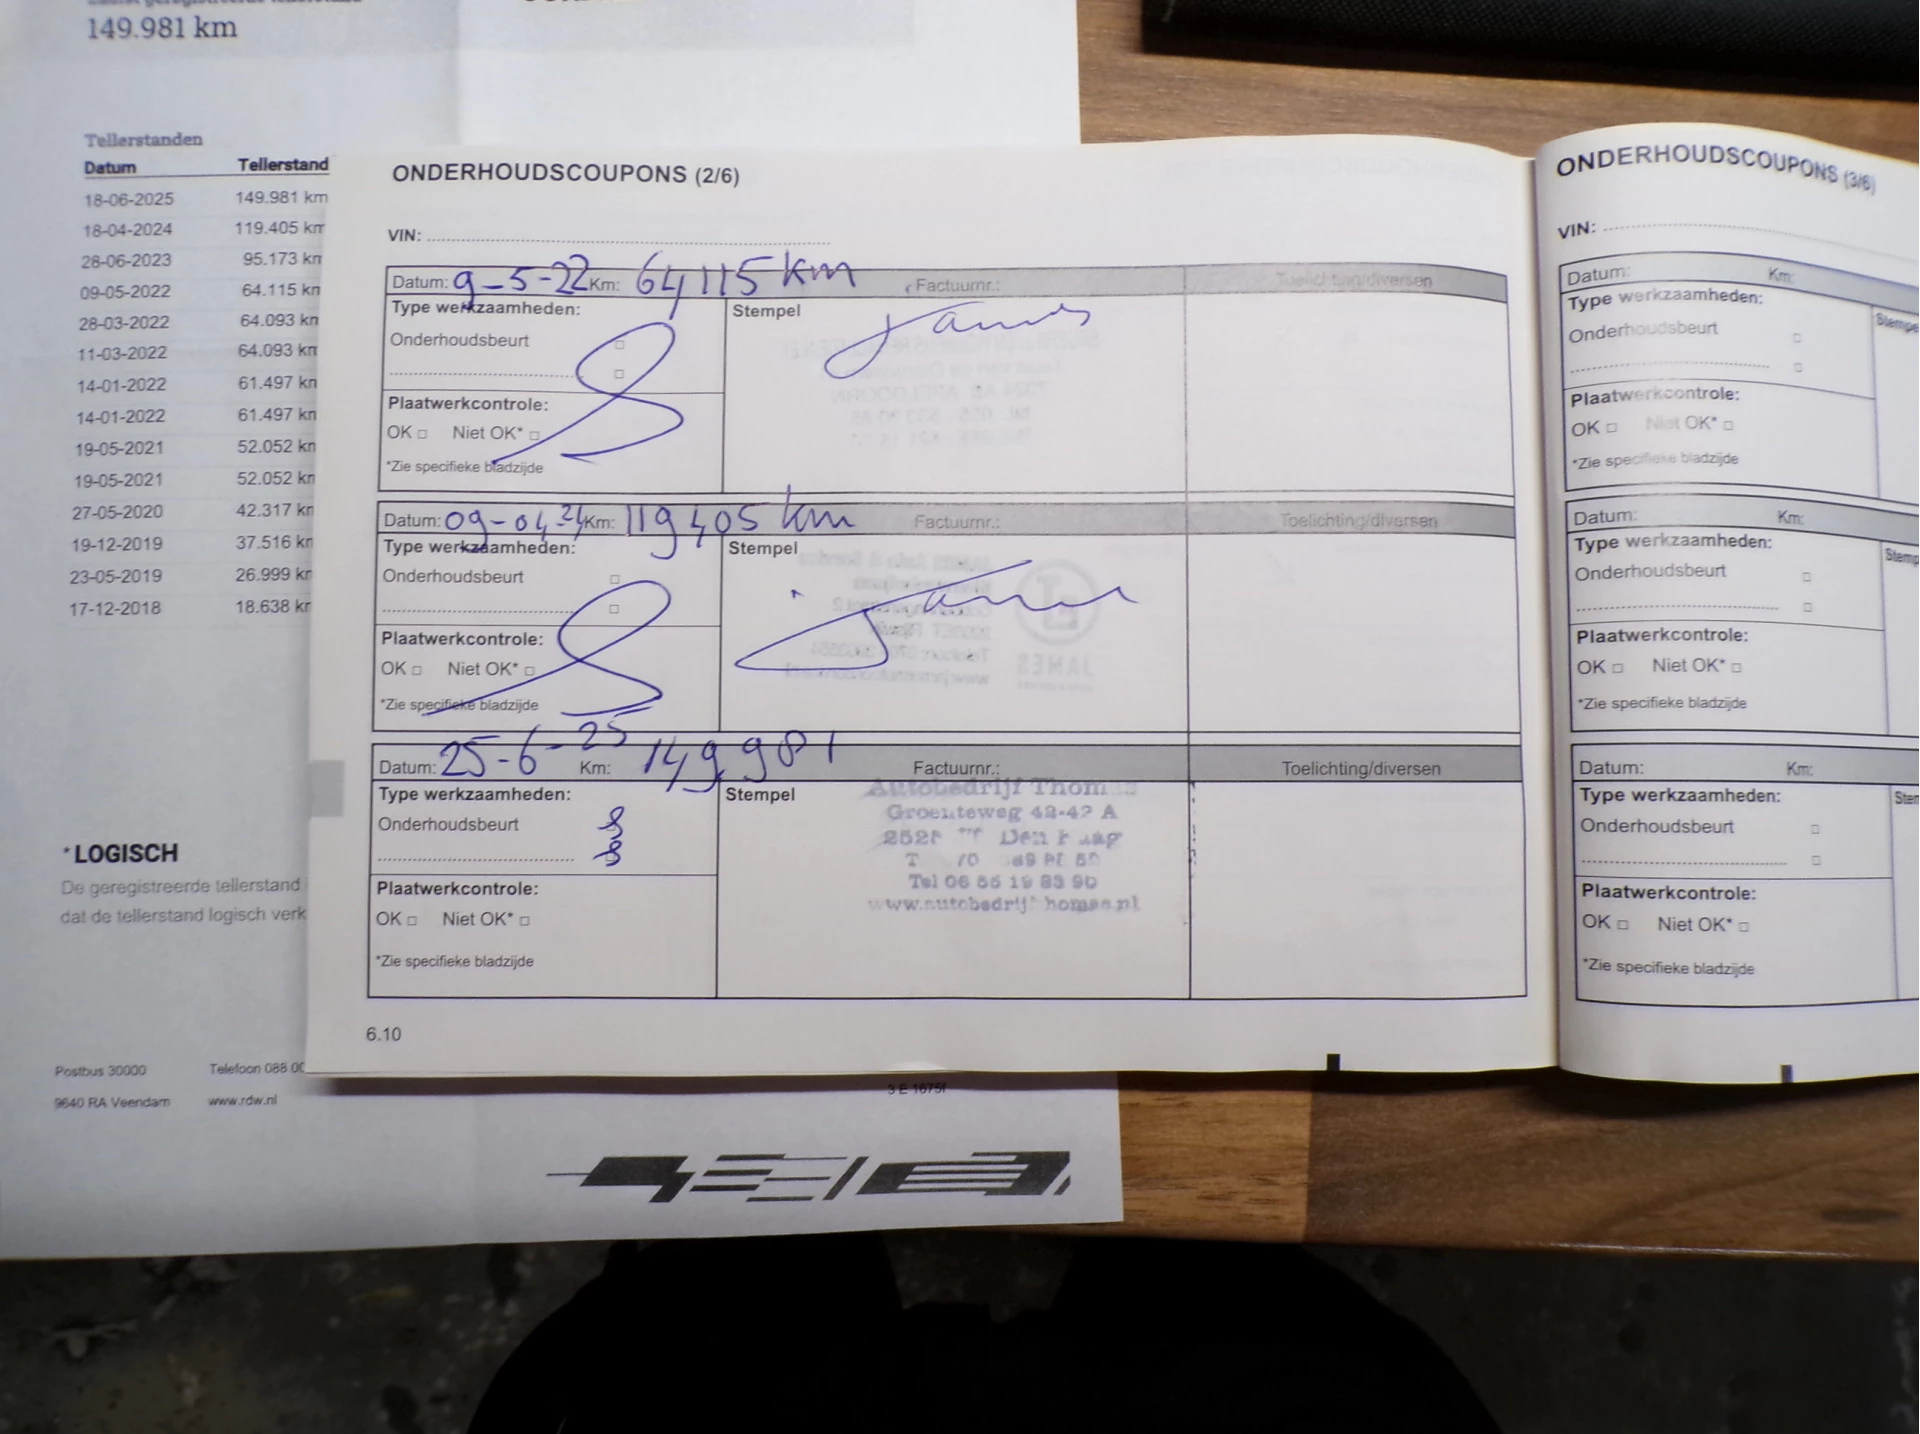 149.981 km
Tellerstanden
Datum Tellerstand
18-06-2025 149.981 km
18-04-2024 119.405 km
28-06-2023 95.173 km
09-05-2022 64.115 km
28-03-2022 64.093 km
11-03-2022 64.093 km
14-01-2022 61.497 km
14-01-2022 61.497 km
19-05-2021 52.052 km
19-05-2021 52.052 km
27-05-2020 42.317 km
19-12-2019 37.516 km
23-05-2019 26.999 km
17-12-2018 18.638 km
*LOGISCH
De geregistreerde tellerstand
dat de tellerstand logisch verk
Postbus 30000 Telefoon 088 00
9640 RA Veendam www.rdw.nl
3 E 1675f
ONDERHOUDSCOUPONS (2/6)
VIN:
Datum: 9-5-22 Km: 64115 km Factuurnr.: Toelichting/diversen
Type werkzaamheden: Stempel
Onderhoudsbeurt
Plaatwerkcontrole:
OK Niet OK*
*Zie specifieke bladzijde
Datum: 09-04-24 Km: 119405 km Factuurnr.: Toelichting/diversen
Type werkzaamheden: Stempel
Onderhoudsbeurt
Plaatwerkcontrole:
OK Niet OK*
*Zie specifieke bladzijde
Datum: 25-6-25 Km: 149981 Factuurnr.: Toelichting/diversen
Type werkzaamheden: Stempel
Onderhoudsbeurt
Plaatwerkcontrole:
OK Niet OK*
*Zie specifieke bladzijde
Autobedrijf
Groenteweg 42-42 A
Den
Tel 06
6.10
ONDERHOUDSCOUPONS (3/6)
VIN:
Datum: Km:
Type werkzaamheden: Stempe
Onderhoudsbeurt
Plaatwerkcontrole:
OK Niet OK*
*Zie specifieke bladzijde
Datum: Km:
Type werkzaamheden: Stemp
Onderhoudsbeurt
Plaatwerkcontrole:
OK Niet OK*
*Zie specifieke bladzijde
Datum: Km:
Type werkzaamheden: Stem
Onderhoudsbeurt
Plaatwerkcontrole:
OK Niet OK*
*Zie specifieke bladzijde